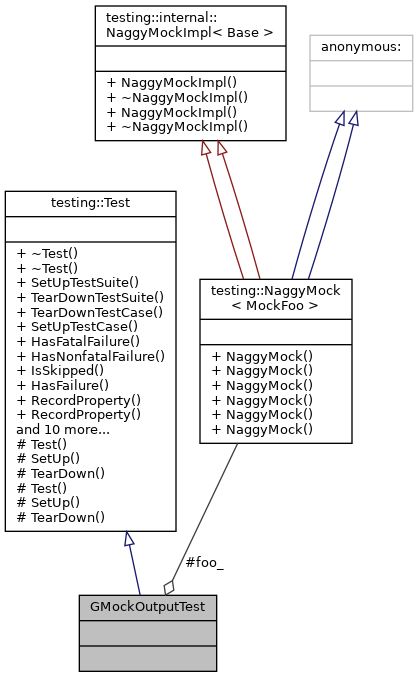 testing::internal::
NaggyMockImpl< Base >
+ NaggyMockImpl()
+ ~NaggyMockImpl()
+ NaggyMockImpl()
+ ~NaggyMockImpl()
anonymous:
testing::Test
+ ~Test()
+ ~Test()
+ SetUpTestSuite()
+ TearDownTestSuite()
+ TearDownTestCase()
+ SetUpTestCase()
+ HasFatalFailure()
+ HasNonfatalFailure()
+ IsSkipped()
+ HasFailure()
+ RecordProperty()
+ RecordProperty()
and 10 more...
# Test()
# SetUp()
# TearDown()
# Test()
# SetUp()
# TearDown()
testing::NaggyMock
< MockFoo >
+ NaggyMock()
+ NaggyMock()
+ NaggyMock()
+ NaggyMock()
+ NaggyMock()
+ NaggyMock()
#foo_
GMockOutputTest